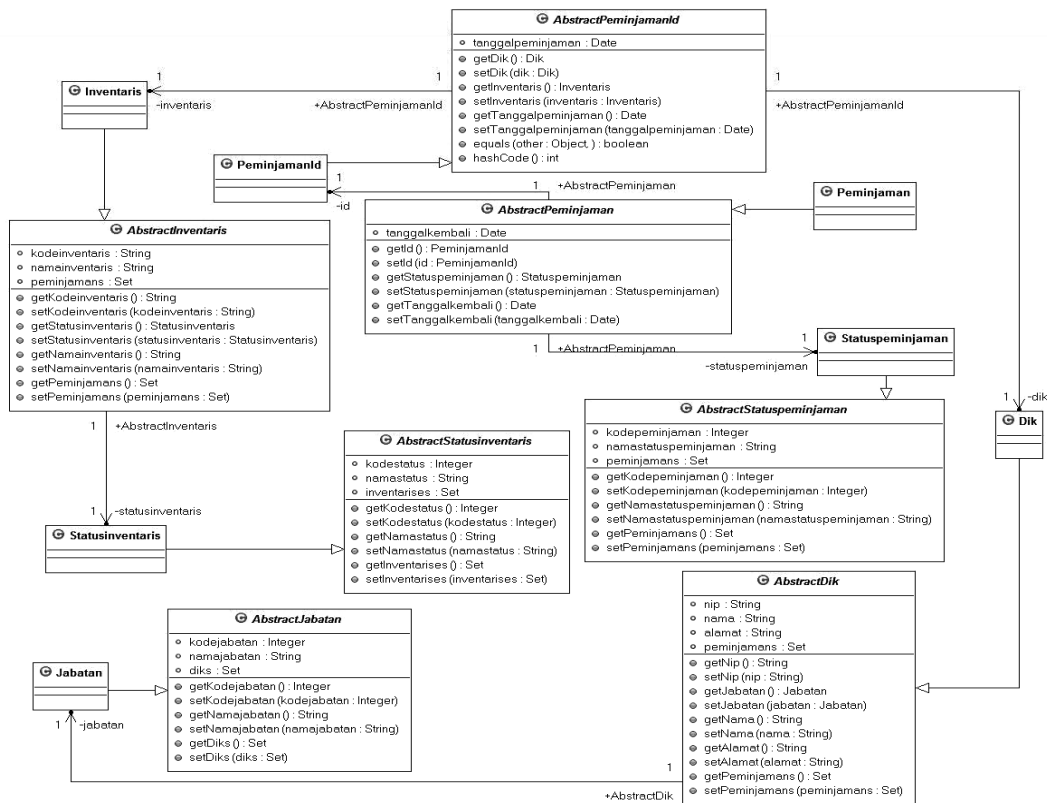 AbstractPeminjamanId
tanggalpeminjaman : Date
getDik () : Dik
setDik (dik : Dik)
getInventaris () : Inventaris
setInventaris (inventaris : Inventaris)
getTanggalpeminjaman () : Date
setTanggalpeminjaman (tanggalpeminjaman : Date)
equals (other : Object, ) : boolean
hashCode () : int
1
+AbstractPeminjamanId
1
-inventaris
Inventaris
1
+AbstractPeminjamanId
PeminjamanId
1
-id
1 +AbstractPeminjaman
Peminjaman
AbstractPeminjaman
tanggalkembali : Date
getId () : PeminjamanId
setId (id : PeminjamanId)
getStatuspeminjaman () : Statuspeminjaman
setStatuspeminjaman (statuspeminjaman : Statuspeminjaman)
getTanggalkembali () : Date
setTanggalkembali (tanggalkembali : Date)
AbstractInventaris
kodeinventaris : String
namainventaris : String
peminjamans : Set
getKodeinventaris () : String
setKodeinventaris (kodeinventaris : String)
getStatusinventaris () : Statusinventaris
setStatusinventaris (statusinventaris : Statusinventaris)
getNamainventaris () : String
setNamainventaris (namainventaris : String)
getPeminjamans () : Set
setPeminjamans (peminjamans : Set)
1 +AbstractPeminjaman
1
-statuspeminjaman
Statuspeminjaman
1 -dik
Dik
1 +AbstractInventaris
AbstractStatuspeminjaman
kodepeminjaman : Integer
namastatuspeminjaman : String
peminjamans : Set
getKodepeminjaman () : Integer
setKodepeminjaman (kodepeminjaman : Integer)
getNamastatuspeminjaman () : String
setNamastatuspeminjaman (namastatuspeminjaman : String)
getPeminjamans () : Set
setPeminjamans (peminjamans : Set)
AbstractStatusinventaris
kodestatus : Integer
namastatus : String
inventarises : Set
getKodestatus () : Integer
setKodestatus (kodestatus : Integer)
getNamastatus () : String
setNamastatus (namastatus : String)
getInventarises () : Set
setInventarises (inventarises : Set)
1 -statusinventaris
Statusinventaris
AbstractDik
nip : String
nama : String
alamat : String
peminjamans : Set
getNip () : String
setNip (nip : String)
getJabatan () : Jabatan
setJabatan (jabatan : Jabatan)
getNama () : String
setNama (nama : String)
getAlamat () : String
setAlamat (alamat : String)
getPeminjamans () : Set
setPeminjamans (peminjamans : Set)
AbstractJabatan
kodejabatan : Integer
namajabatan : String
diks : Set
getKodejabatan () : Integer
setKodejabatan (kodejabatan : Integer)
getNamajabatan () : String
setNamajabatan (namajabatan : String)
getDiks () : Set
setDiks (diks : Set)
Jabatan
1 -jabatan
1
+AbstractDik